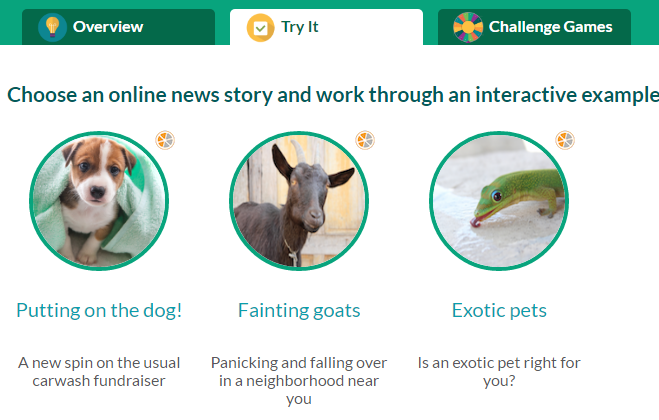 Overview
Try It
Challenge Games
Choose an online news story and work through an interactive example
Putting on the dog!
Fainting goats
Exotic pets
A new spin on the usual
carwash fundraiser
Panicking and falling over
in a neighborhood near
you
Is an exotic pet right for
you?